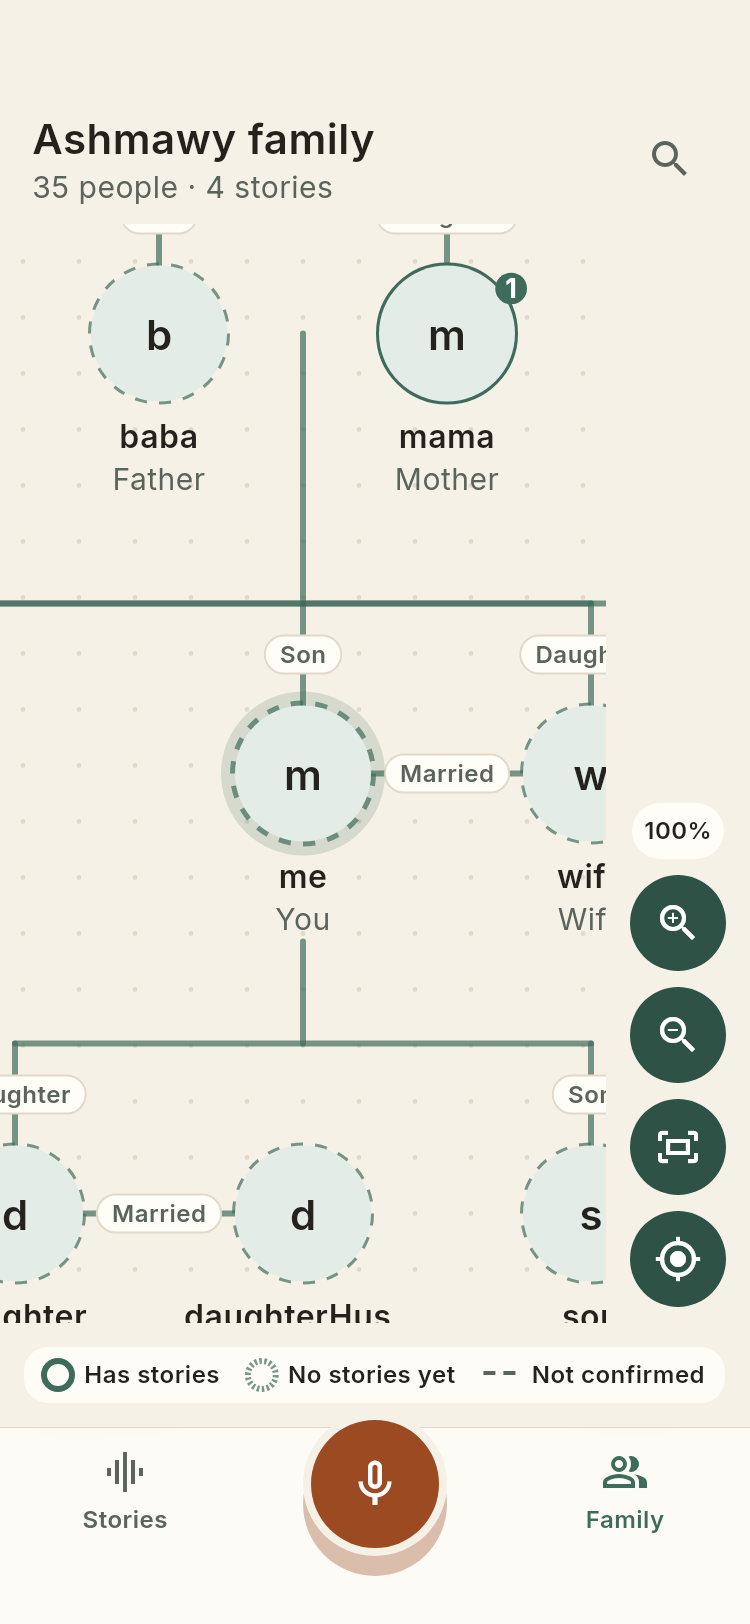 Ashmawy family
35 people · 4 stories
b
m
1
baba
mama
Father
Mother
Son
m
Married
w
100%
me
You
Married
d
d
s
daughterHus
Has stories
No stories yet
Not confirmed
Stories
Family